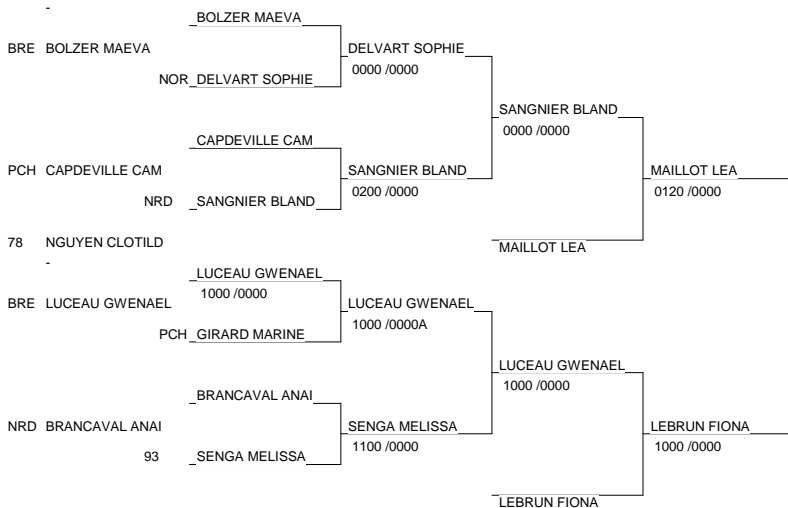 -
BOLZER MAEVA
BRE BOLZER MAEVA
DELVART SOPHIE
0000 /0000
NOR DELVART SOPHIE
SANGNIER BLAND
0000 /0000
CAPDEVILLE CAM
PCH CAPDEVILLE CAM
SANGNIER BLAND
0200 /0000
MAILLOT LEA
0120 /0000
NRD SANGNIER BLAND
78 NGUYEN CLOTILD
MAILLOT LEA
-
LUCEAU GWENAEL
1000 /0000
BRE LUCEAU GWENAEL
LUCEAU GWENAEL
1000 /0000A
PCH GIRARD MARINE
LUCEAU GWENAEL
1000 /0000
BRANCAVAL ANAI
NRD BRANCAVAL ANAI
SENGA MELISSA
1100 /0000
LEBRUN FIONA
1000 /0000
93 SENGA MELISSA
LEBRUN FIONA